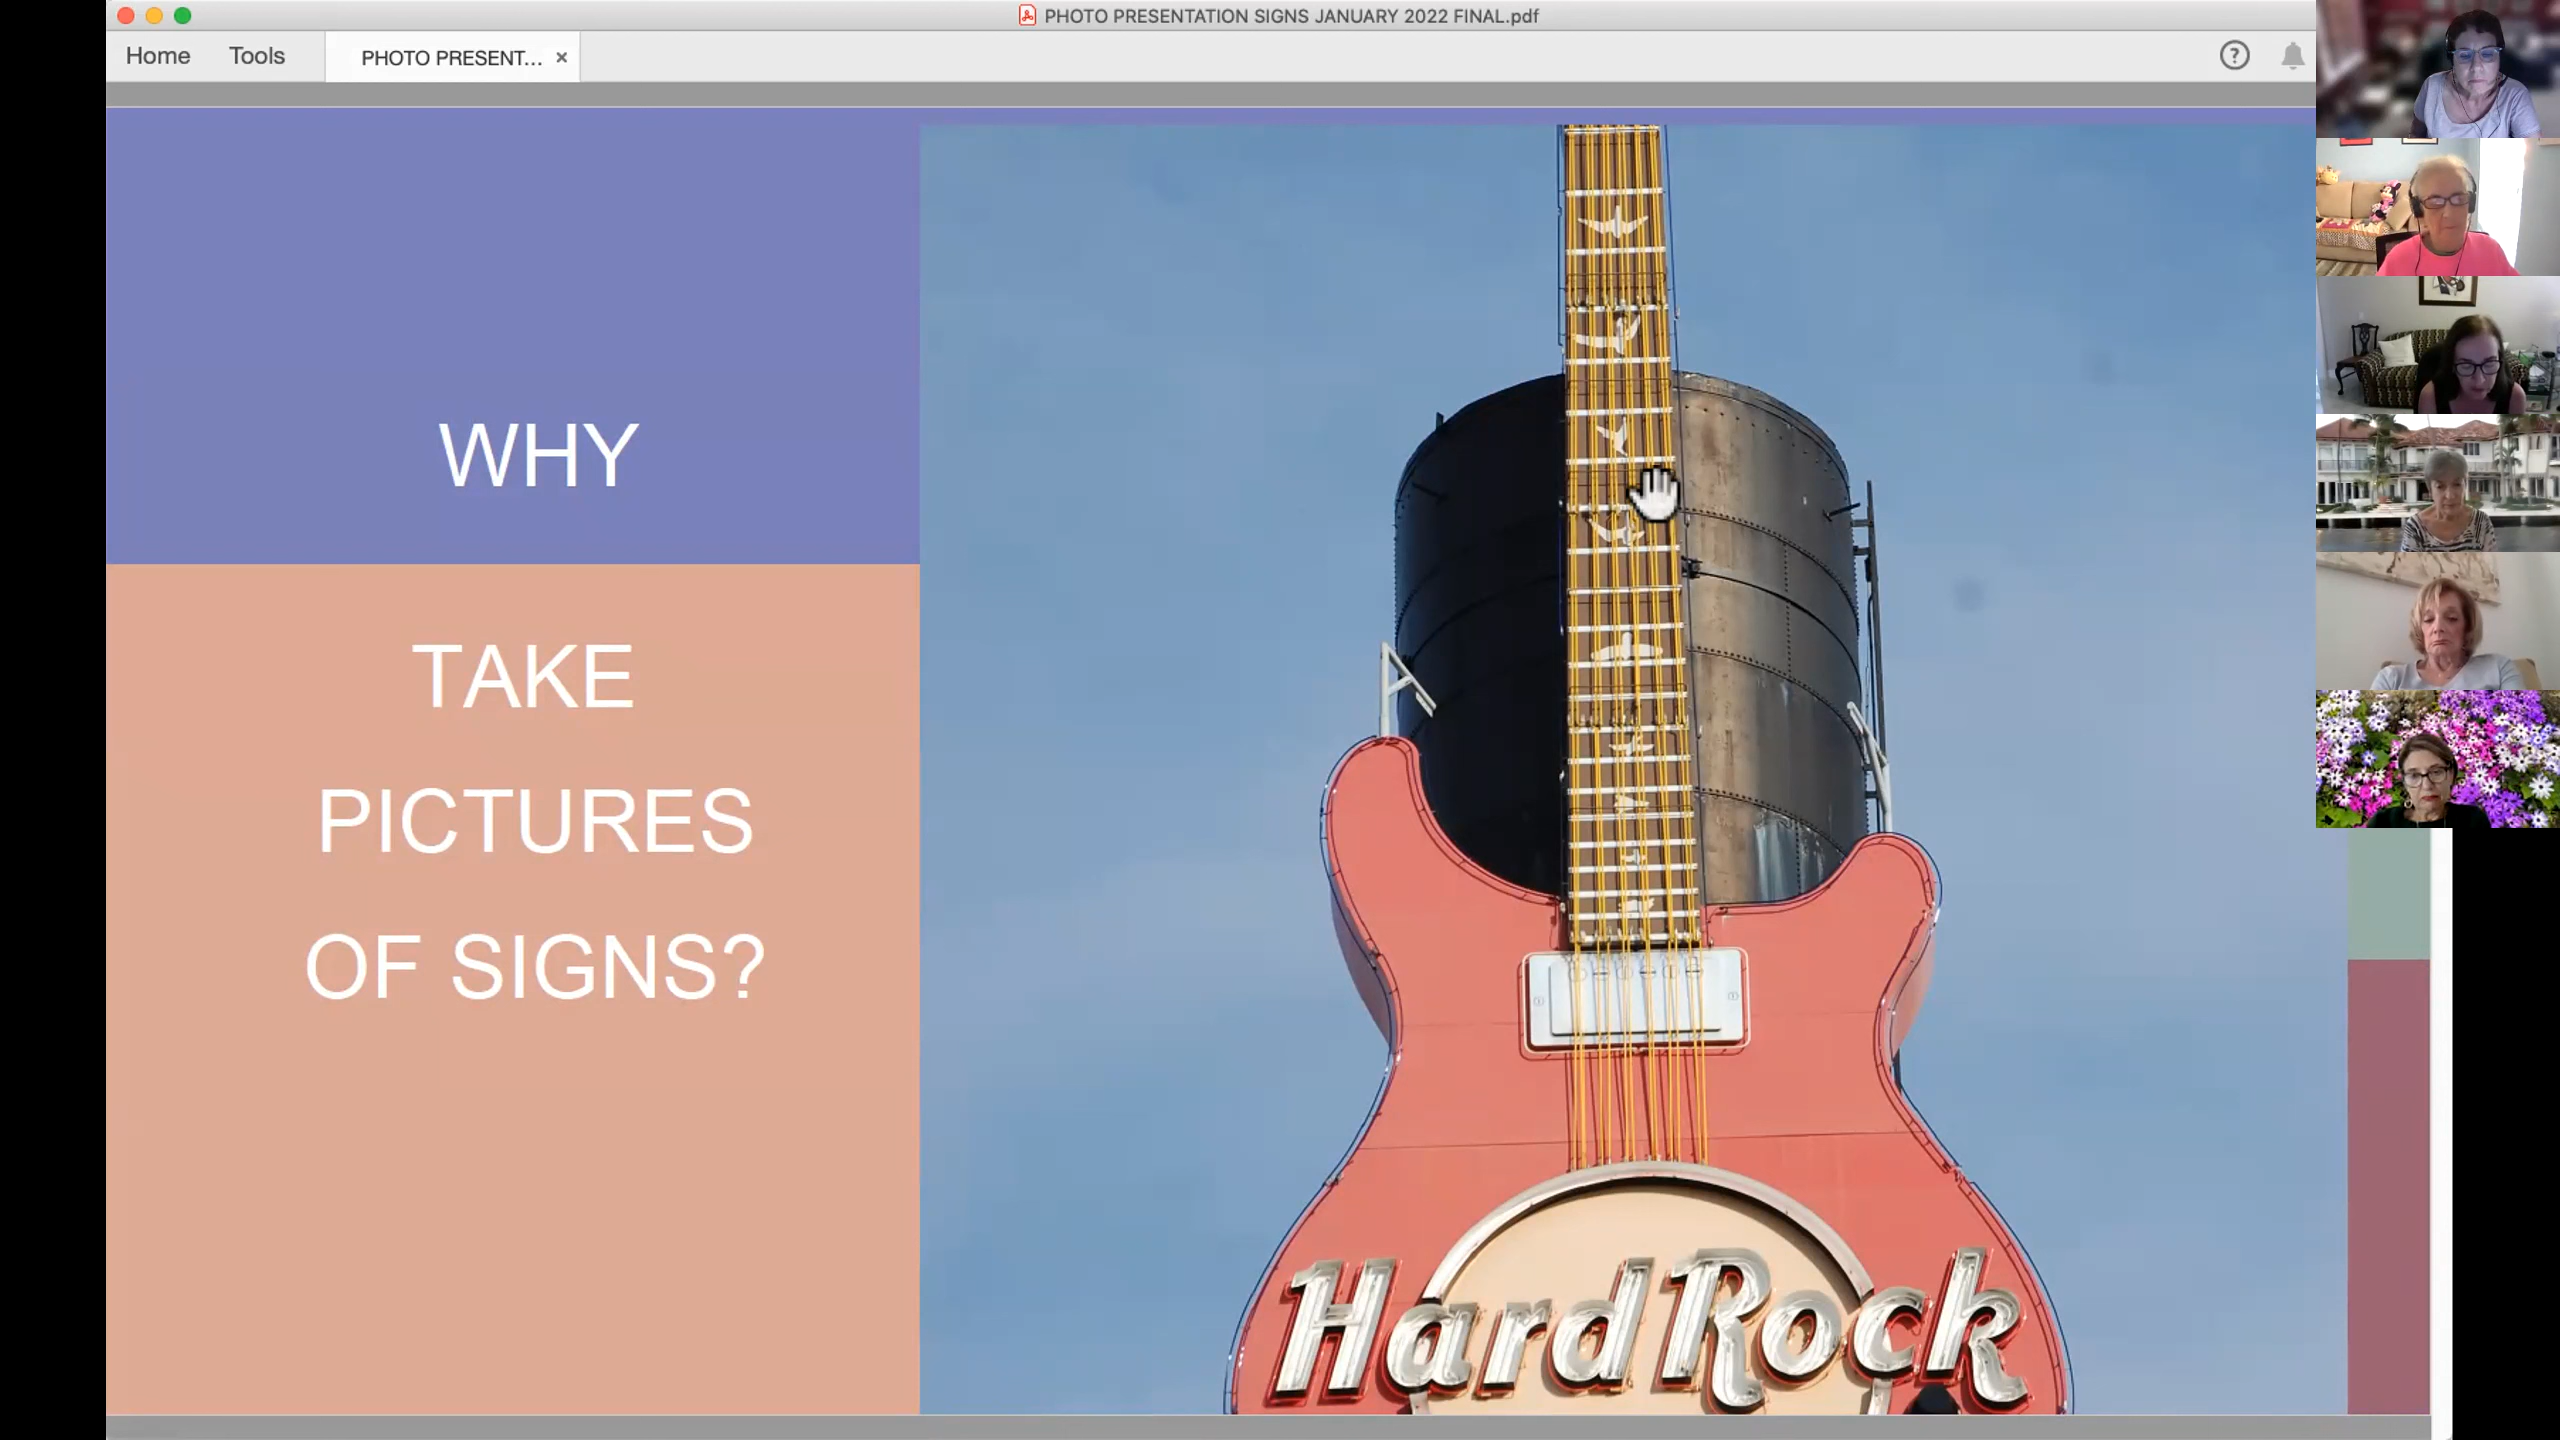 PHOTO PRESENTATION SIGNS JANUARY 2022 FINAL.pdf
Home Tools PHOTO PRESENT... ×
?
WHY
TAKE
PICTURES
OF SIGNS?
Hard Rock